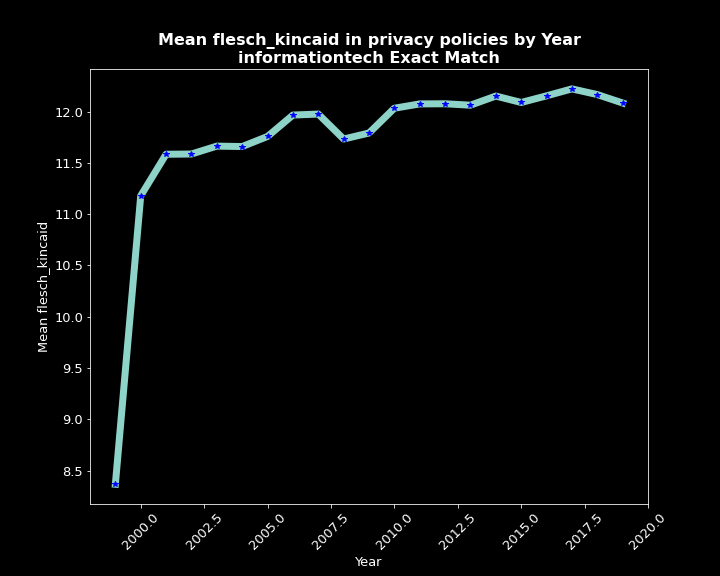 Mean flesch_kincaid in privacy policies by Year
informationtech Exact Match
12.0
11.5
11.0
10.5
10.0
9.5
9.0
8.5
Mean flesch_kincaid
2000.0 2002.5 2005.0 2007.5 2010.0 2012.5 2015.0 2017.5 2020.0
Year